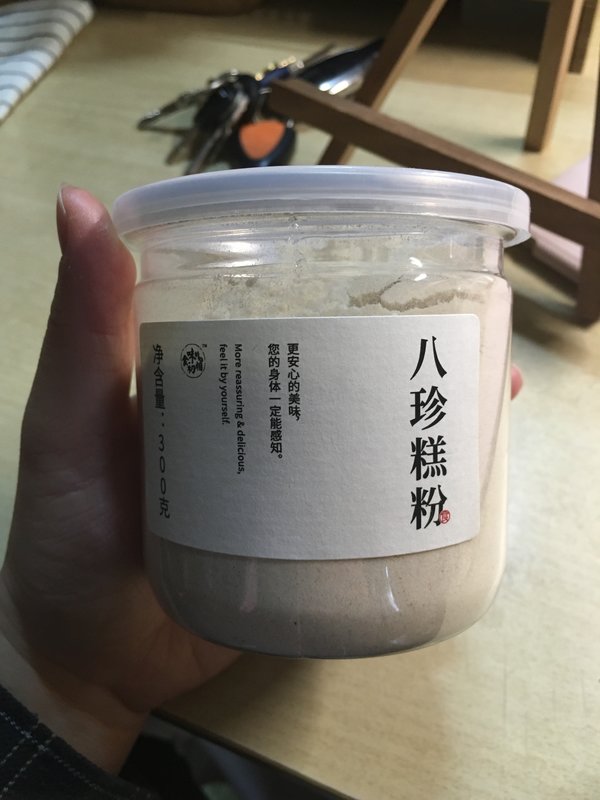 八珍糕粉
更安心的美味,
您的身体一定能感知。
More reassuring & delicious,
feel it by yourself.
净含量:300克